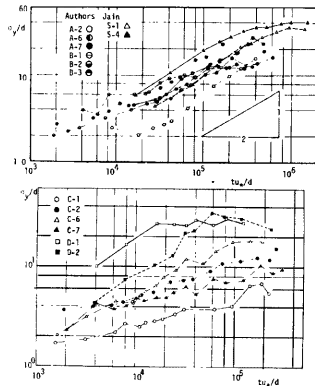 σy/d
60
10
1 0
Authors Jain
A-2 S-1
A-6 S-4
A-7
B-1
B-2
B-3
2
10³ 10⁴ 10⁵ 10⁶
tu*/d
σy/d
10¹
10⁰
C-1
C-2
C-6
C-7
D-1
D-2
10³ 10⁴ 10⁵
tu*/d